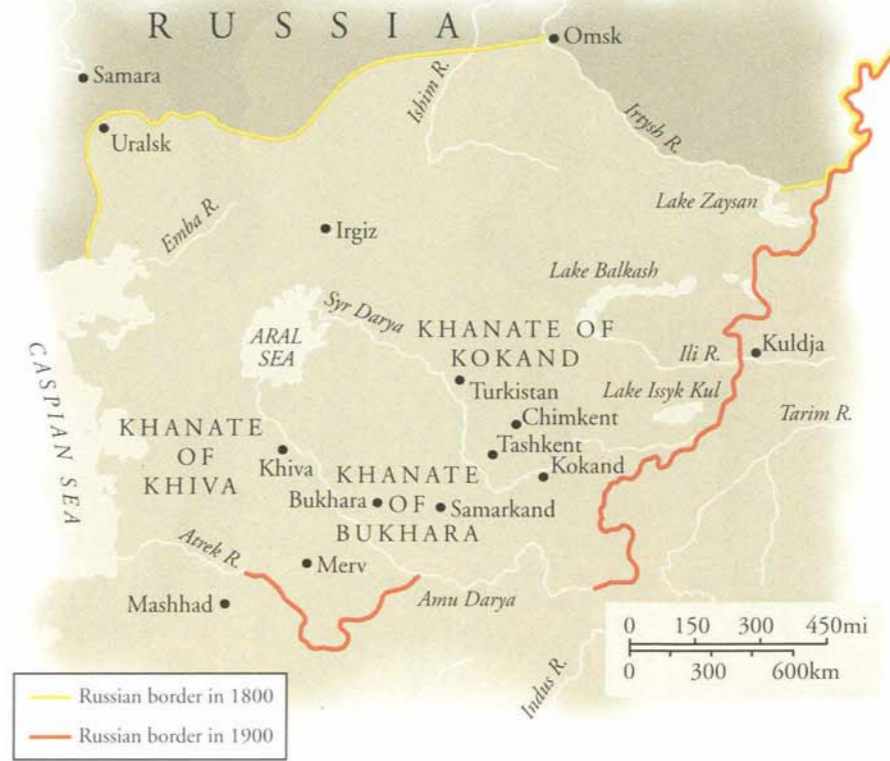 RUSSIA
Omsk
Samara
Ishim R.
Uralsk
Irtysh R.
Lake Zaysan
Emba R.
Irgiz
Lake Balkash
Syr Darya
ARAL
SEA
KHANATE OF
KOKAND
Ili R.
Kuldja
CASPIAN SEA
Turkistan
Lake Issyk Kul
Tarim R.
Chimkent
KHANATE
OF
KHIVA
Khiva
Tashkent
Kokand
KHANATE
OF
BUKHARA
Bukhara
Samarkand
Atrek R.
Merv
Mashhad
Amu Darya
Indus R.
0 150 300 450mi
0 300 600km
Russian border in 1800
Russian border in 1900